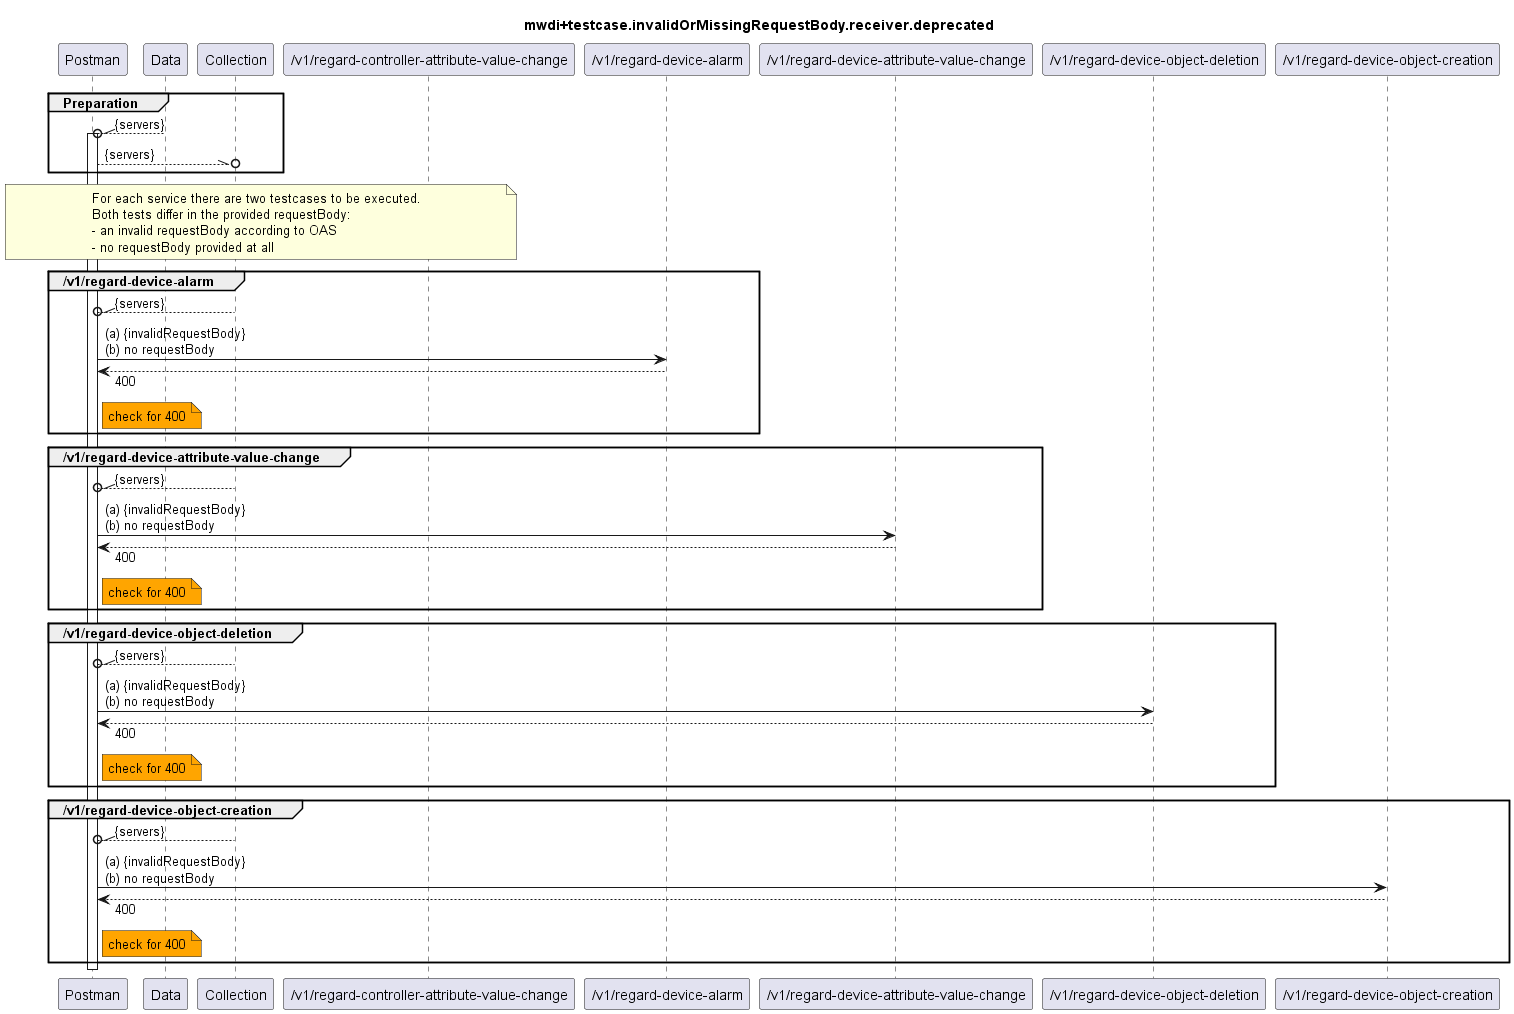 mwdi+testcase.invalidOrMissingRequestBody.receiver.deprecated
Postman
Data
Collection
/v1/regard-controller-attribute-value-change
/v1/regard-device-alarm
/v1/regard-device-attribute-value-change
/v1/regard-device-object-deletion
/v1/regard-device-object-creation
Preparation
{servers}
{servers}
For each service there are two testcases to be executed.
Both tests differ in the provided requestBody:
- an invalid requestBody according to OAS
- no requestBody provided at all
/v1/regard-device-alarm
{servers}
(a) {invalidRequestBody}
(b) no requestBody
400
check for 400
/v1/regard-device-attribute-value-change
{servers}
(a) {invalidRequestBody}
(b) no requestBody
400
check for 400
/v1/regard-device-object-deletion
{servers}
(a) {invalidRequestBody}
(b) no requestBody
400
check for 400
/v1/regard-device-object-creation
{servers}
(a) {invalidRequestBody}
(b) no requestBody
400
check for 400
Postman
Data
Collection
/v1/regard-controller-attribute-value-change
/v1/regard-device-alarm
/v1/regard-device-attribute-value-change
/v1/regard-device-object-deletion
/v1/regard-device-object-creation